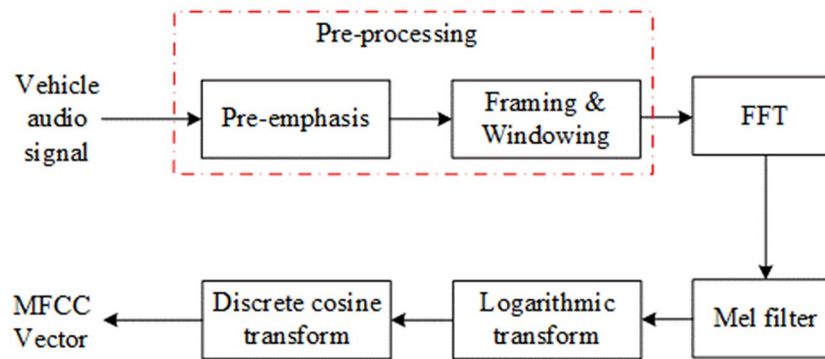 Pre-processing
Vehicle
audio
signal
Pre-emphasis
Framing &
Windowing
FFT
Mel filter
Logarithmic
transform
Discrete cosine
transform
MFCC
Vector